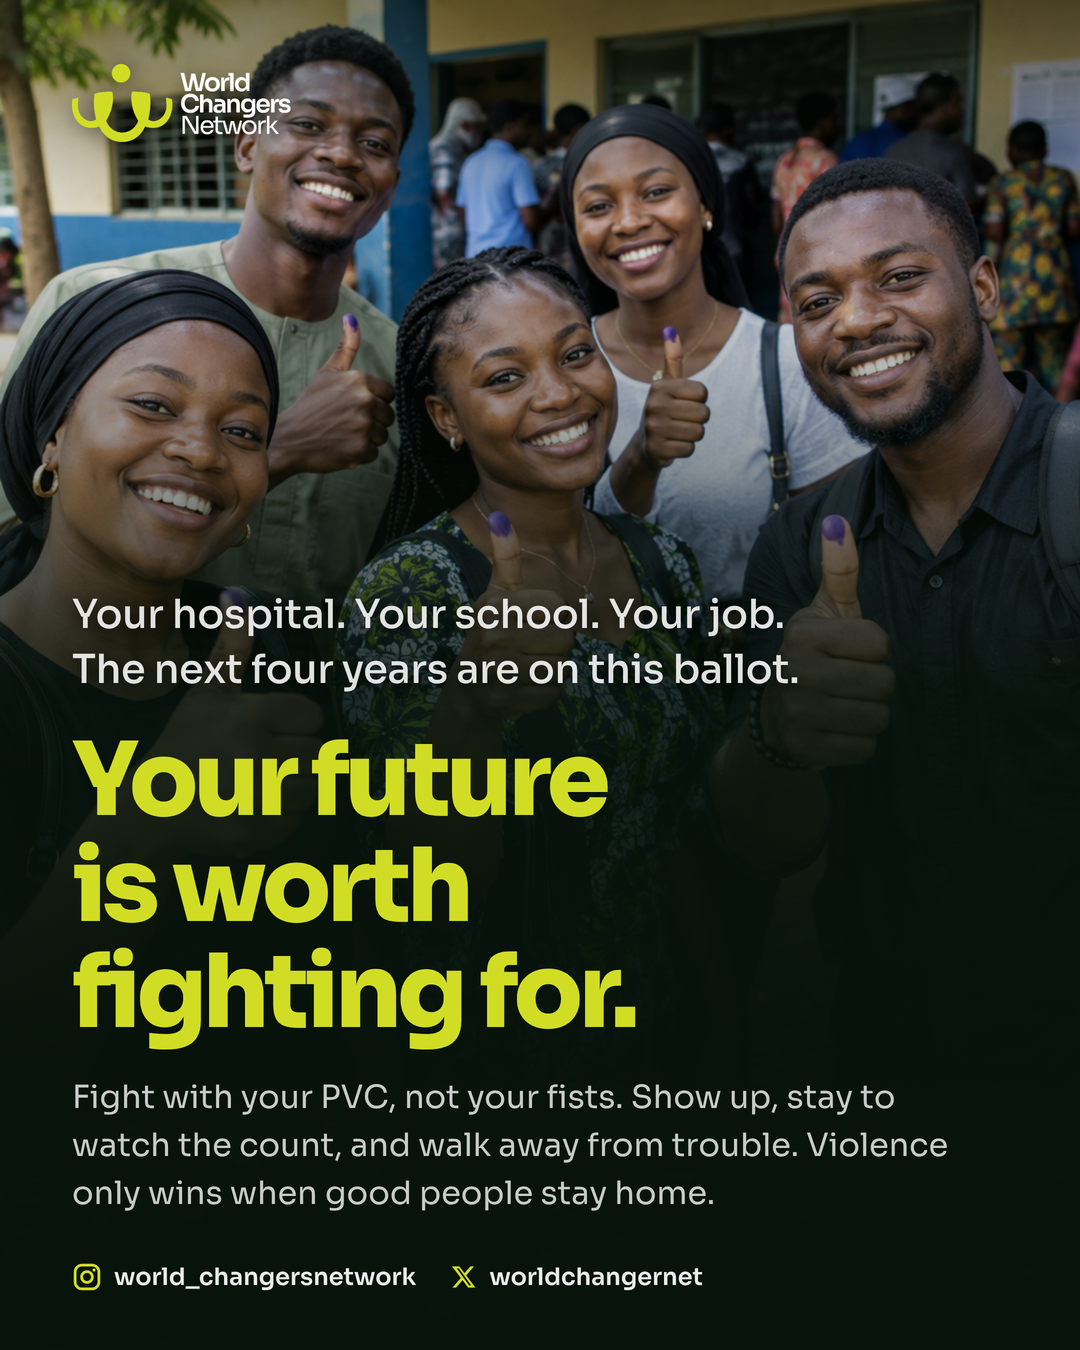 World
Changers
Network
Your hospital. Your school. Your job.
The next four years are on this ballot.
Your future
is worth
fighting for.
Fight with your PVC, not your fists. Show up, stay to
watch the count, and walk away from trouble. Violence
only wins when good people stay home.
world_changersnetwork
worldchangernet